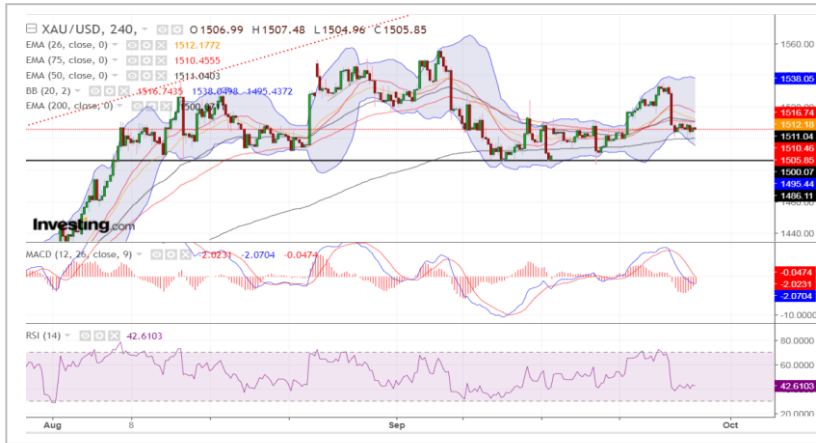 XAU/USD, 240, O1506.99 H1507.48 L1504.96 C1505.85
EMA (26, close, 0) 1512.1772
EMA (75, close, 0) 1510.4555
EMA (50, close, 0) 1511.0403
BB (20, 2) 1516.7435 1538.0498 1495.4372
EMA (200, close, 0)
1560.00
1538.05
1516.74
1512.18
1511.04
1510.46
1505.85
1500.07
1495.44
1486.11
1440.00
Investing.com
MACD (12, 26, close, 9) -2.0231 -2.0704 -0.0474
-0.0474
-2.0231
-2.0704
-10.0000
RSI (14) 42.6103
80.0000
60.0000
42.6103
20.0000
Aug 8 Sep Oct